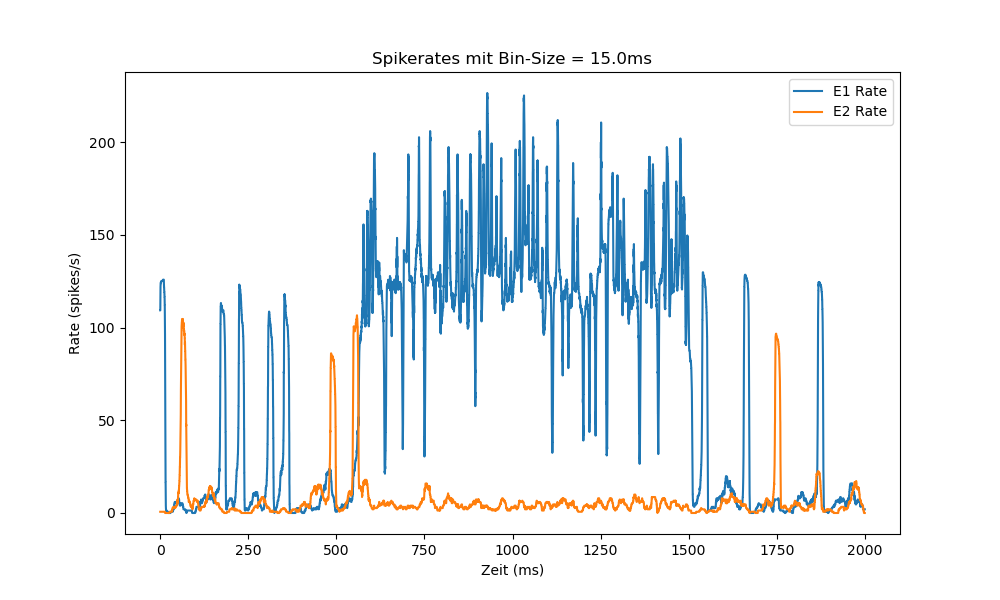 Spikerates mit Bin-Size = 15.0ms
E1 Rate
E2 Rate
200
150
100
50
0
Rate (spikes/s)
0 250 500 750 1000 1250 1500 1750 2000
Zeit (ms)